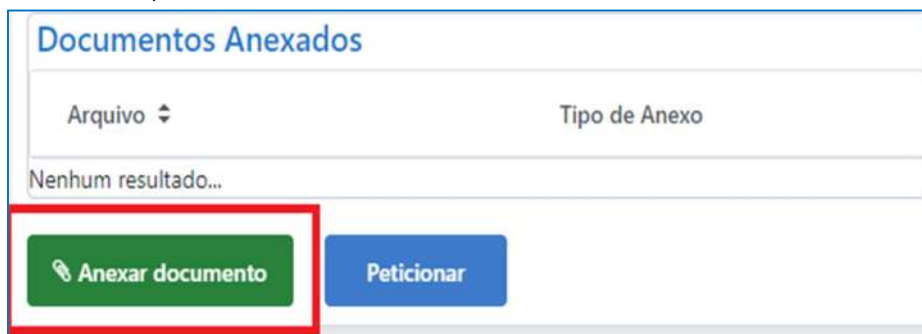 Documentos Anexados
Arquivo Tipo de Anexo
Nenhum resultado...
Anexar documento Peticionar